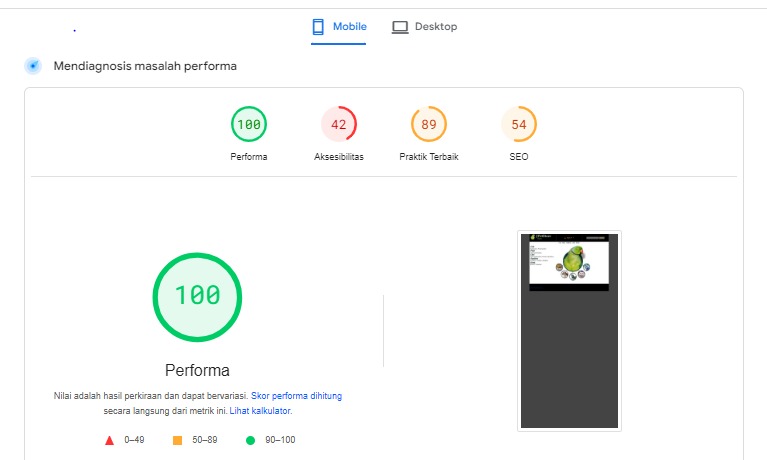 Mobile
Desktop
Mendiagnosis masalah performa
100
42
89
54
Performa
Aksesibilitas
Praktik Terbaik
SEO
100
Performa
Nilai adalah hasil perkiraan dan dapat bervariasi. Skor performa dihitung
secara langsung dari metrik ini. Lihat kalkulator.
0–49
50–89
90–100